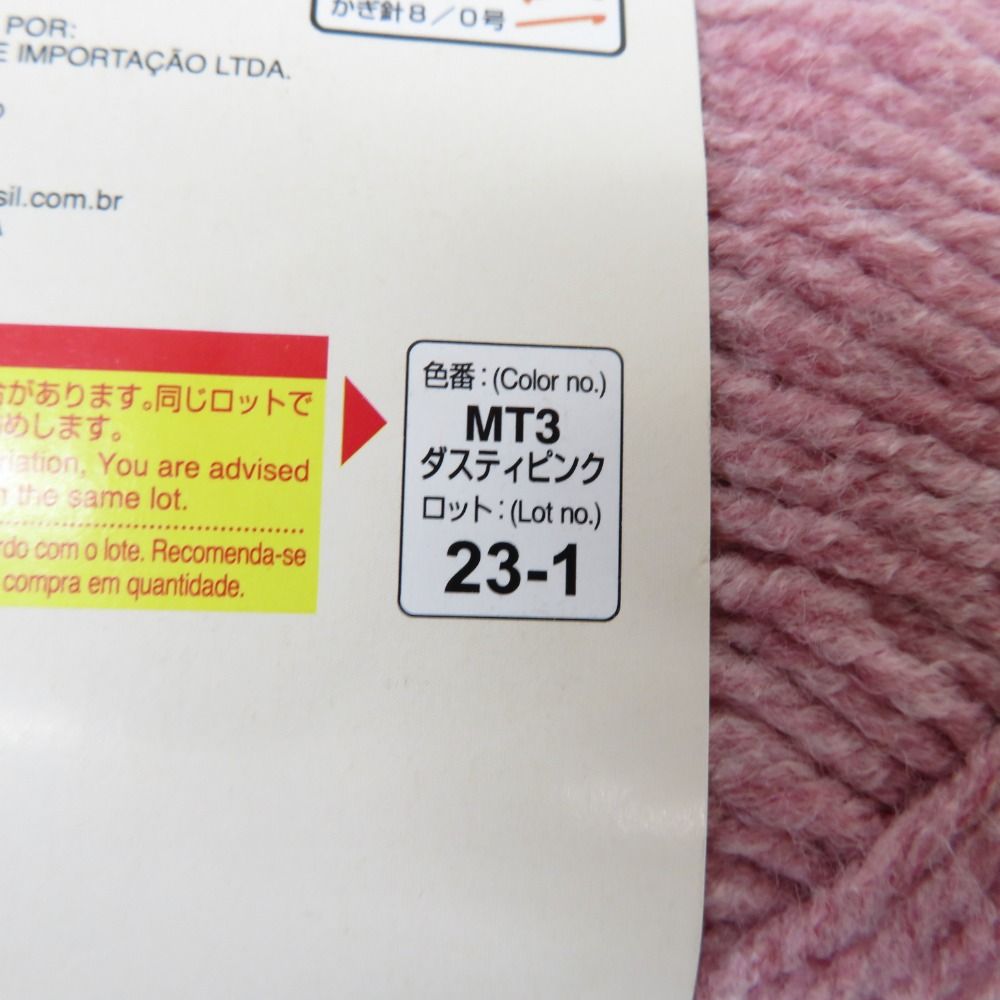 かぎ針8/0号
POR:
E IMPORTAÇÃO LTDA.
sil.com.br
があります。同じロットで
めします。
You are advised
the same lot.
com o lote. Recomenda-se
compra em quantidade.
色番:(Color no.)
MT3
ダスティピンク
ロット:(Lot no.)
23-1